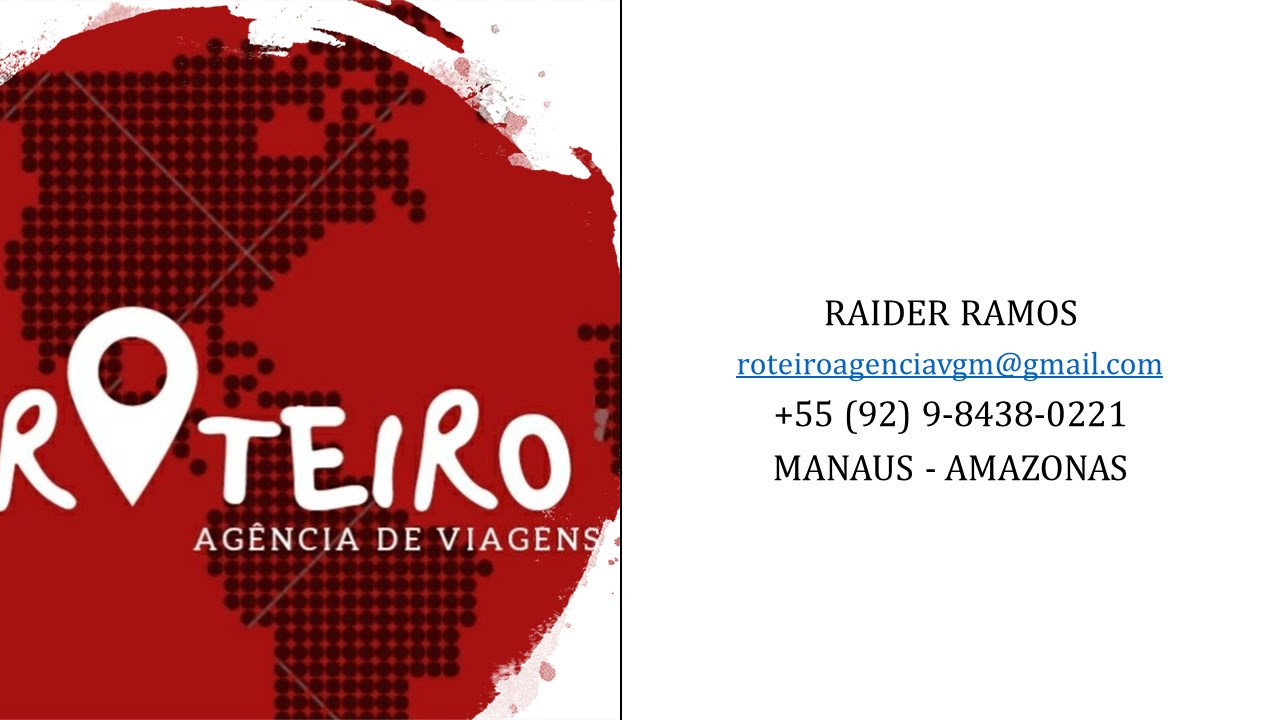 ROTEIRO
AGÊNCIA DE VIAGENS
RAIDER RAMOS
roteiroagenciavgm@gmail.com
+55 (92) 9-8438-0221
MANAUS - AMAZONAS